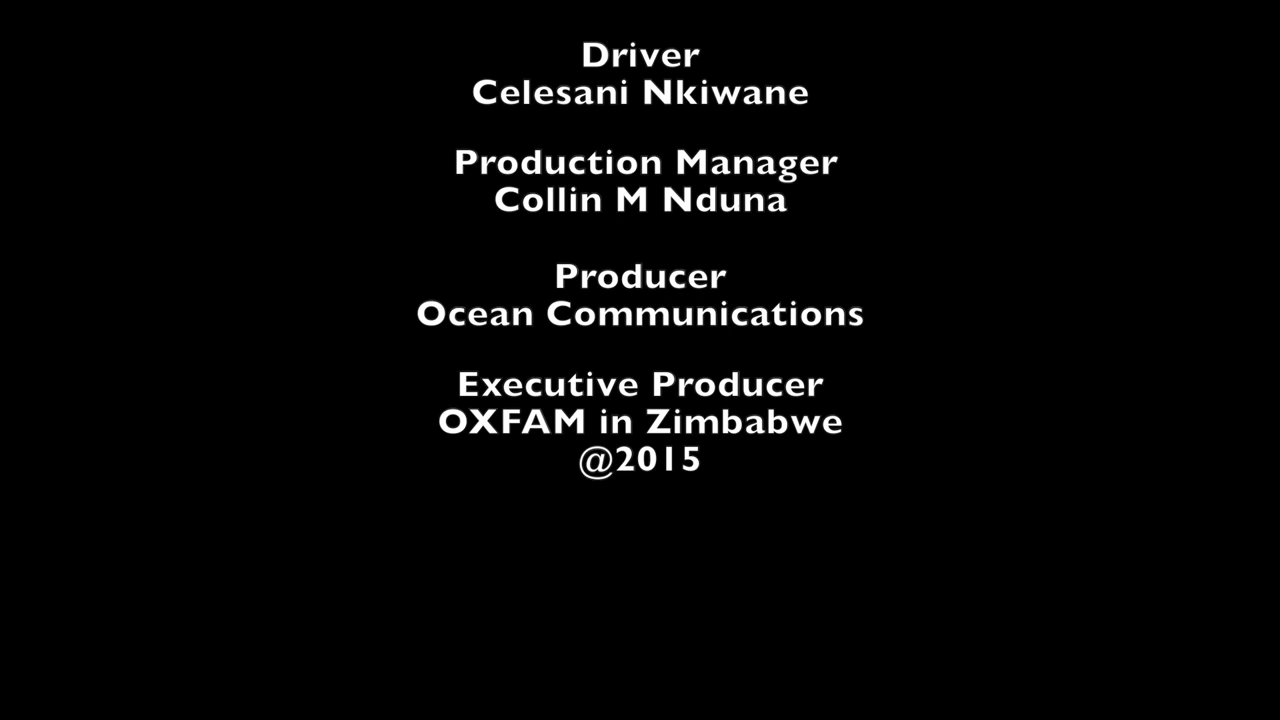 Driver
Celesani Nkiwane
Production Manager
Collin M Nduna
Producer
Ocean Communications
Executive Producer
OXFAM in Zimbabwe
@2015